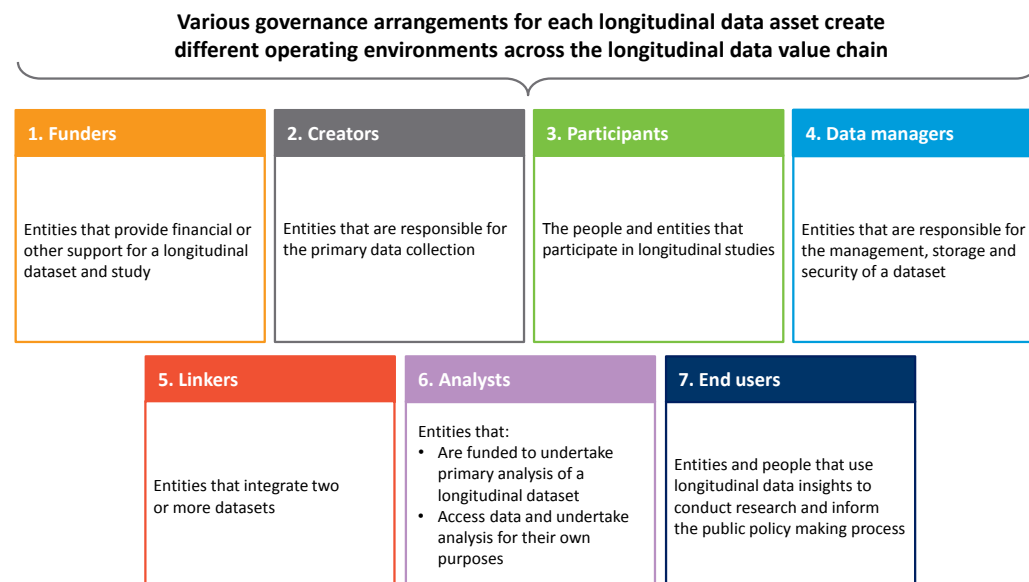 Various governance arrangements for each longitudinal data asset create
different operating environments across the longitudinal data value chain
1. Funders
Entities that provide financial or
other support for a longitudinal
dataset and study
2. Creators
Entities that are responsible for
the primary data collection
3. Participants
The people and entities that
participate in longitudinal studies
4. Data managers
Entities that are responsible for
the management, storage and
security of a dataset
5. Linkers
Entities that integrate two
or more datasets
6. Analysts
Entities that:
• Are funded to undertake
primary analysis of a
longitudinal dataset
• Access data and undertake
analysis for their own
purposes
7. End users
Entities and people that use
longitudinal data insights to
conduct research and inform
the public policy making process